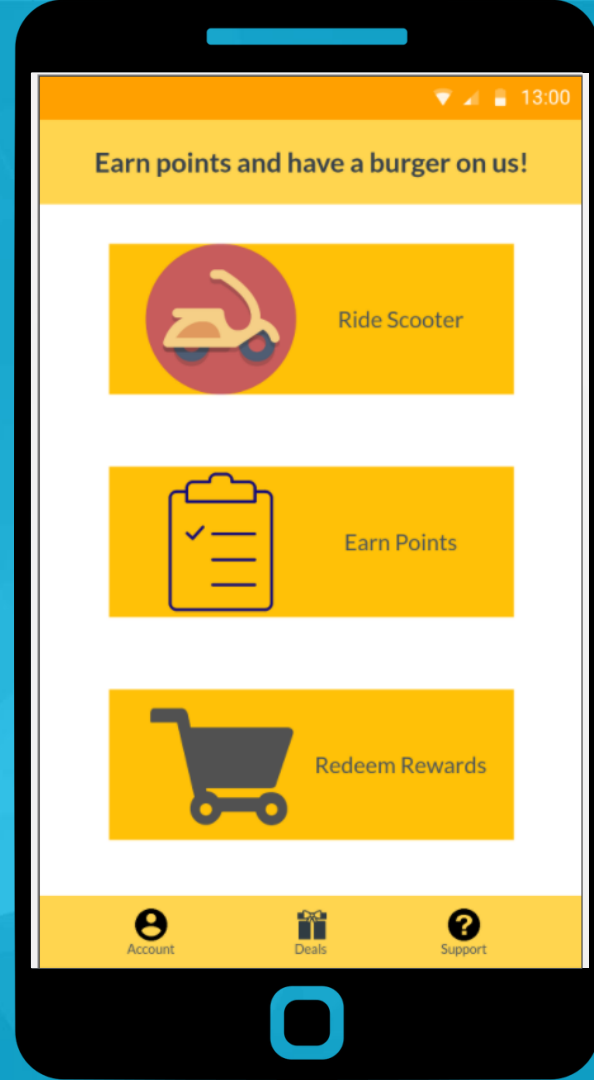 13:00
Earn points and have a burger on us!
Ride Scooter
Earn Points
Redeem Rewards
Account
Deals
Support